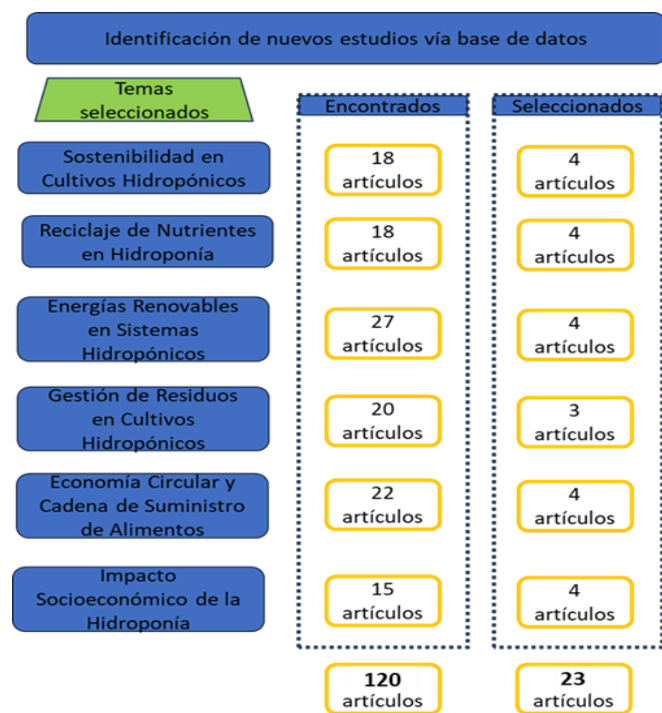 Identificación de nuevos estudios vía base de datos
Temas
seleccionados
Encontrados
Seleccionados
Sostenibilidad en
Cultivos Hidropónicos
18
artículos
4
artículos
Reciclaje de Nutrientes
en Hidroponía
18
artículos
4
artículos
Energías Renovables
en Sistemas
Hidropónicos
27
artículos
4
artículos
Gestión de Residuos
en Cultivos
Hidropónicos
20
artículos
3
artículos
Economía Circular y
Cadena de Suministro
de Alimentos
22
artículos
4
artículos
Impacto
Socioeconómico de la
Hidroponía
15
artículos
4
artículos
120
artículos
23
artículos